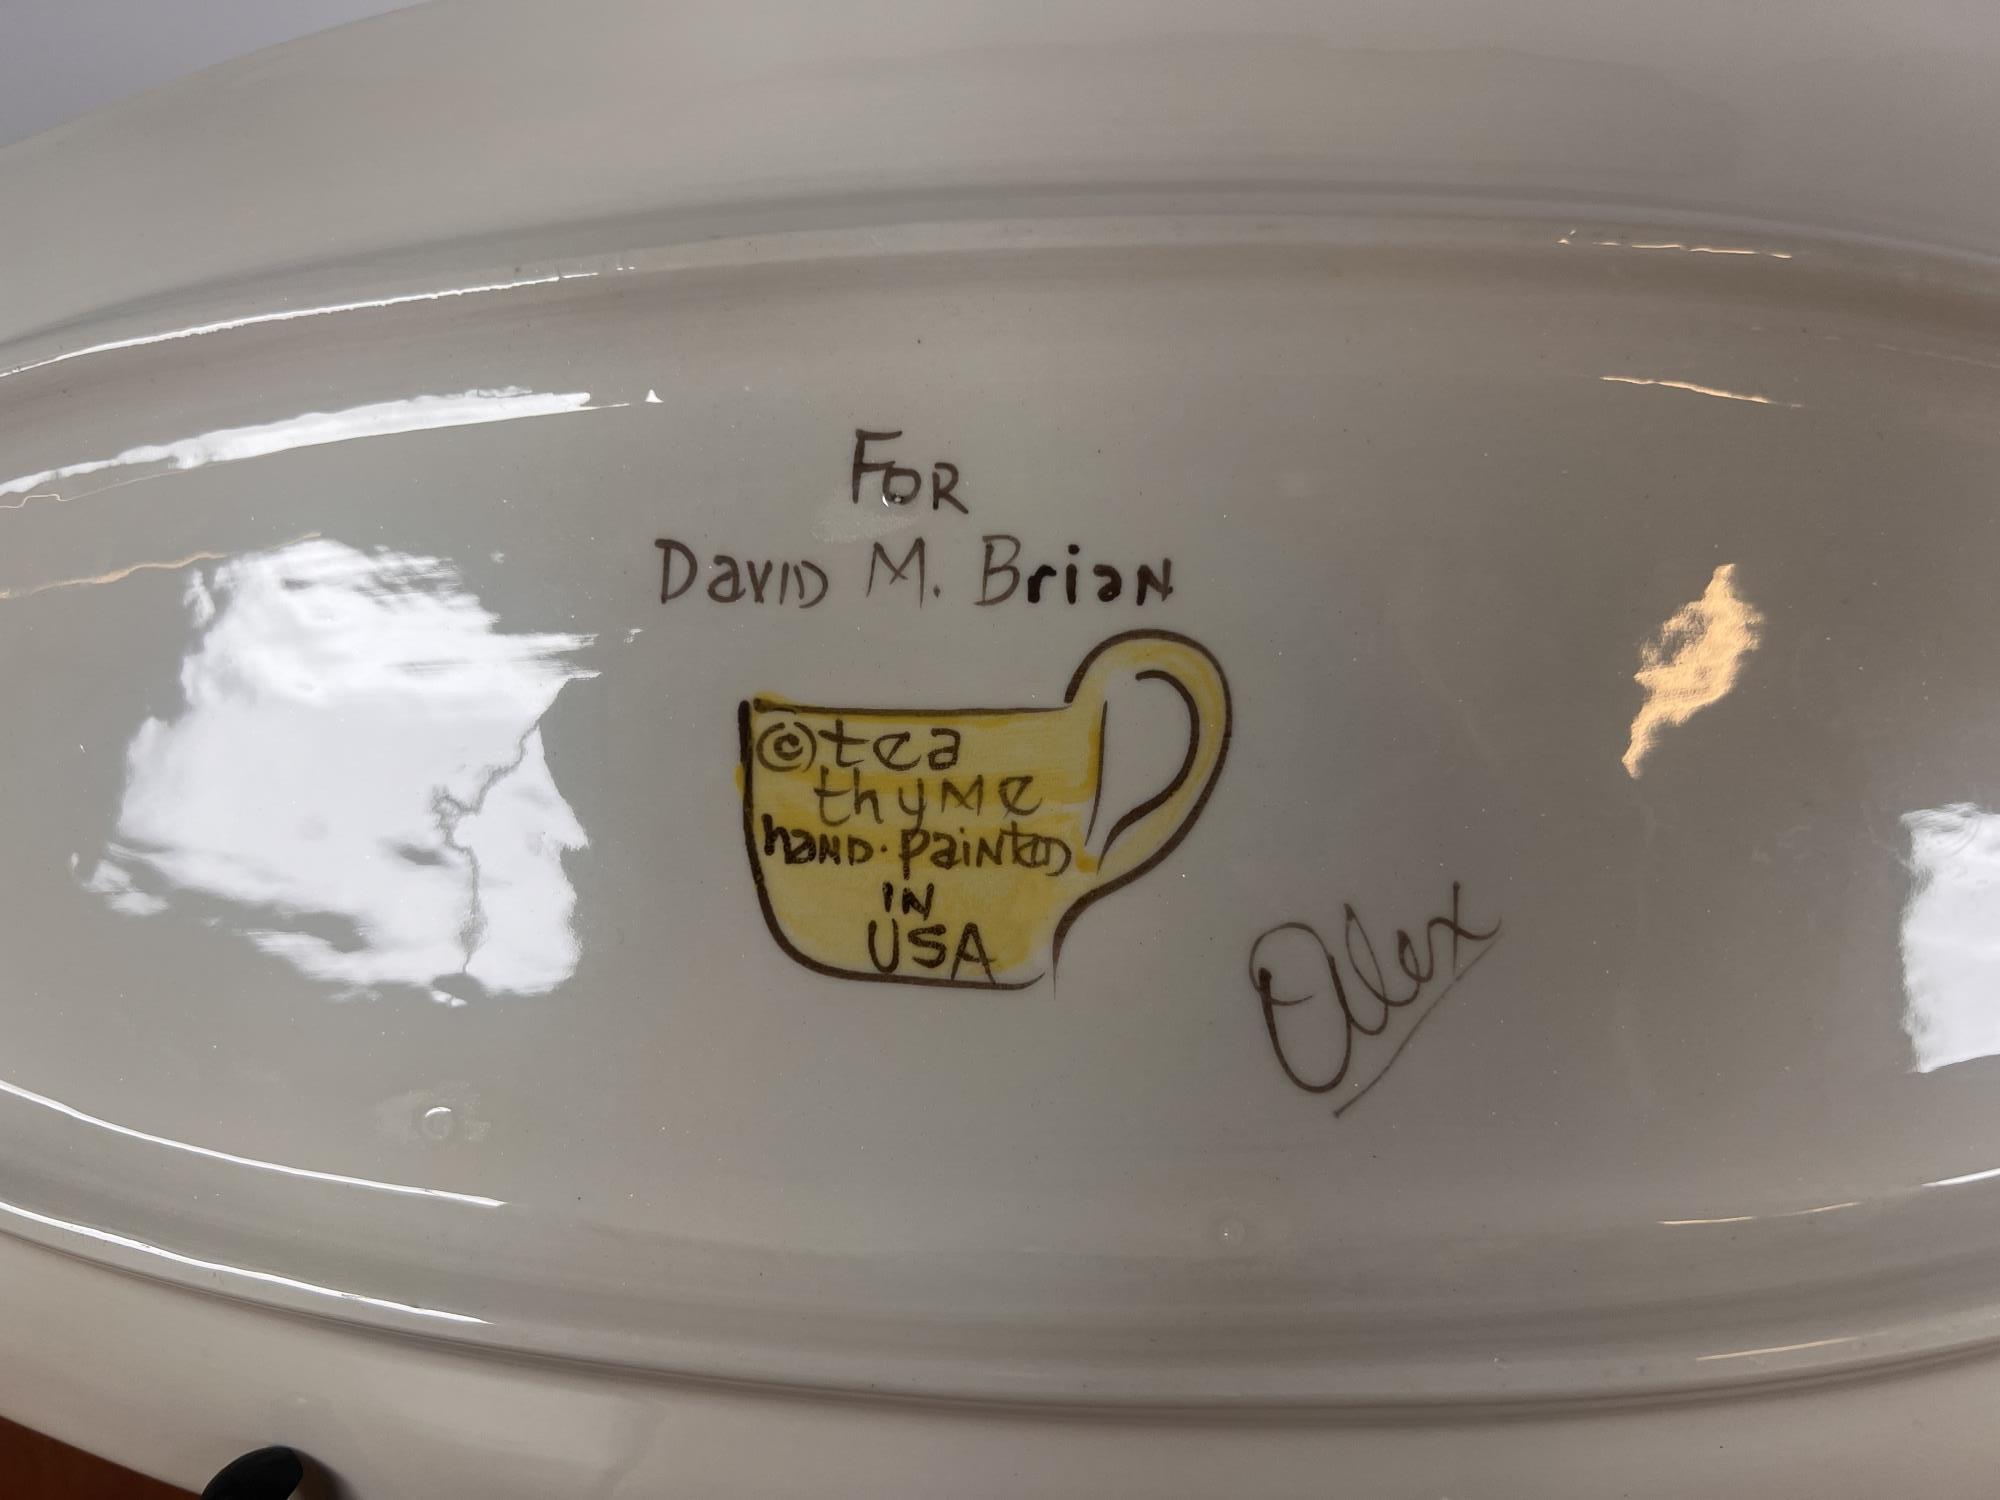 FOR
David M. Brian
©tea
thyme
hand·painted
IN
USA
Alex